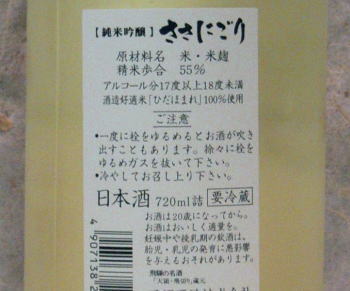 【純米吟醸】ささにごり
原材料名 米・米麹
精米歩合 55%
アルコール分17度以上18度未満
酒造好適米「ひだほまれ」100%使用
ご注意
・一度に栓をゆるめるとお酒が吹き
出すこともあります。徐々に栓を
ゆるめガスを抜いて下さい。
・冷やしてお召し上り下さい。
日本酒 720ml詰 要冷蔵
お酒は20歳になってから。
お酒はおいしく適量を。
妊娠中や授乳期の飲酒は、
胎児・乳児の発育に悪影響
を与えるおそれがあります。
飛騨の名酒
4 907138 2